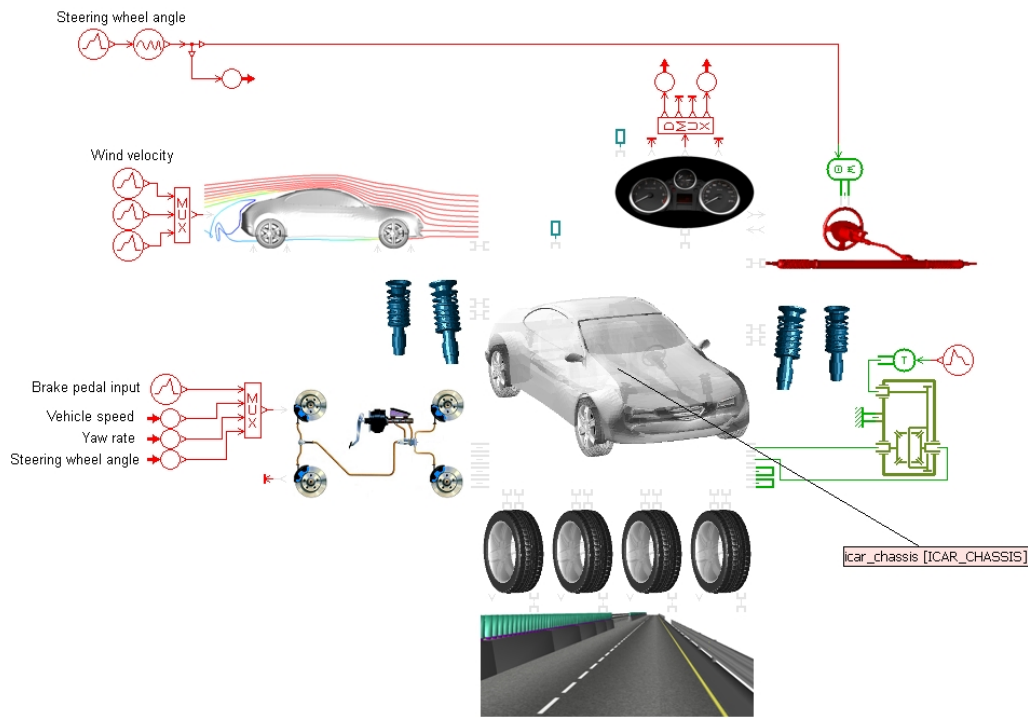 Steering wheel angle
DMUX
Wind velocity
MUX
Brake pedal input
Vehicle speed
Yaw rate
Steering wheel angle
MUX
T
icar_chassis [ICAR_CHASSIS]